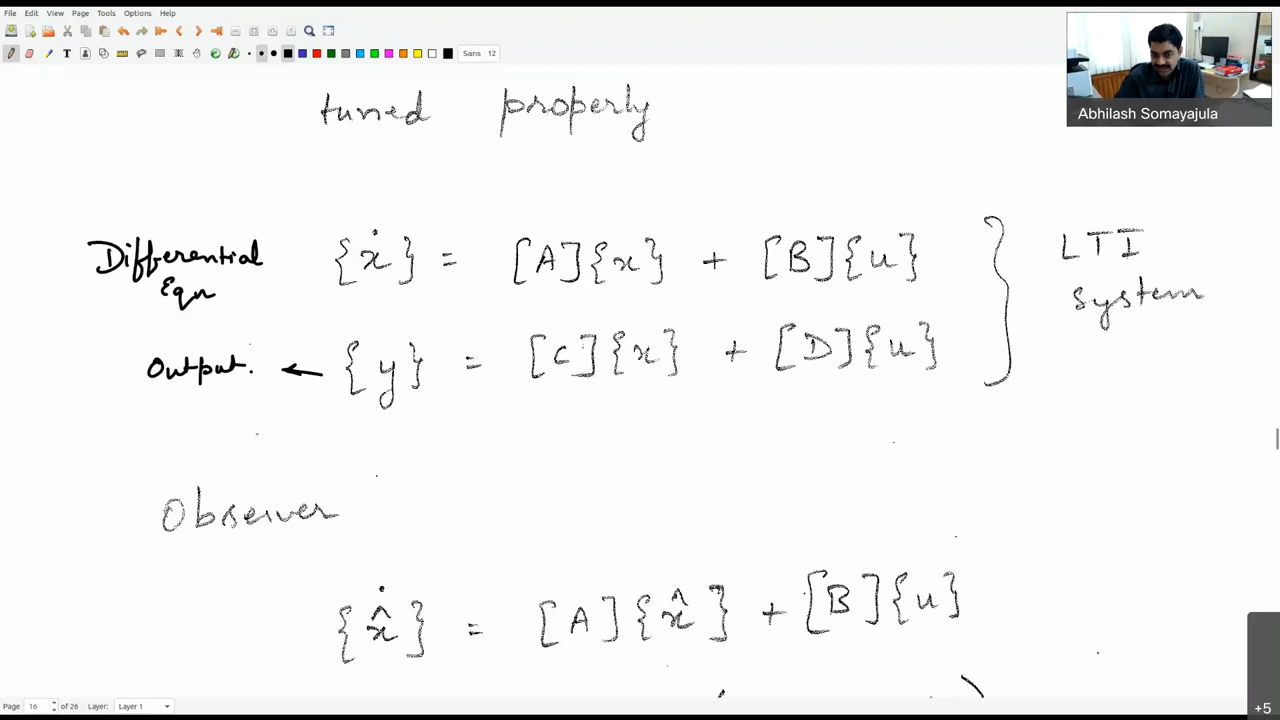 File Edit View Page Tools Options Help
Sans 12
Abhilash Somayajula
tuned properly
Differential {ẋ} = [A]{x} + [B]{u} LTI
Eqn system
Output. ← {y} = [C]{x} + [D]{u}
Observer
{x̂̇} = [A]{x̂} + [B]{u}
Page 16 of 26 Layer: Layer 1
+5